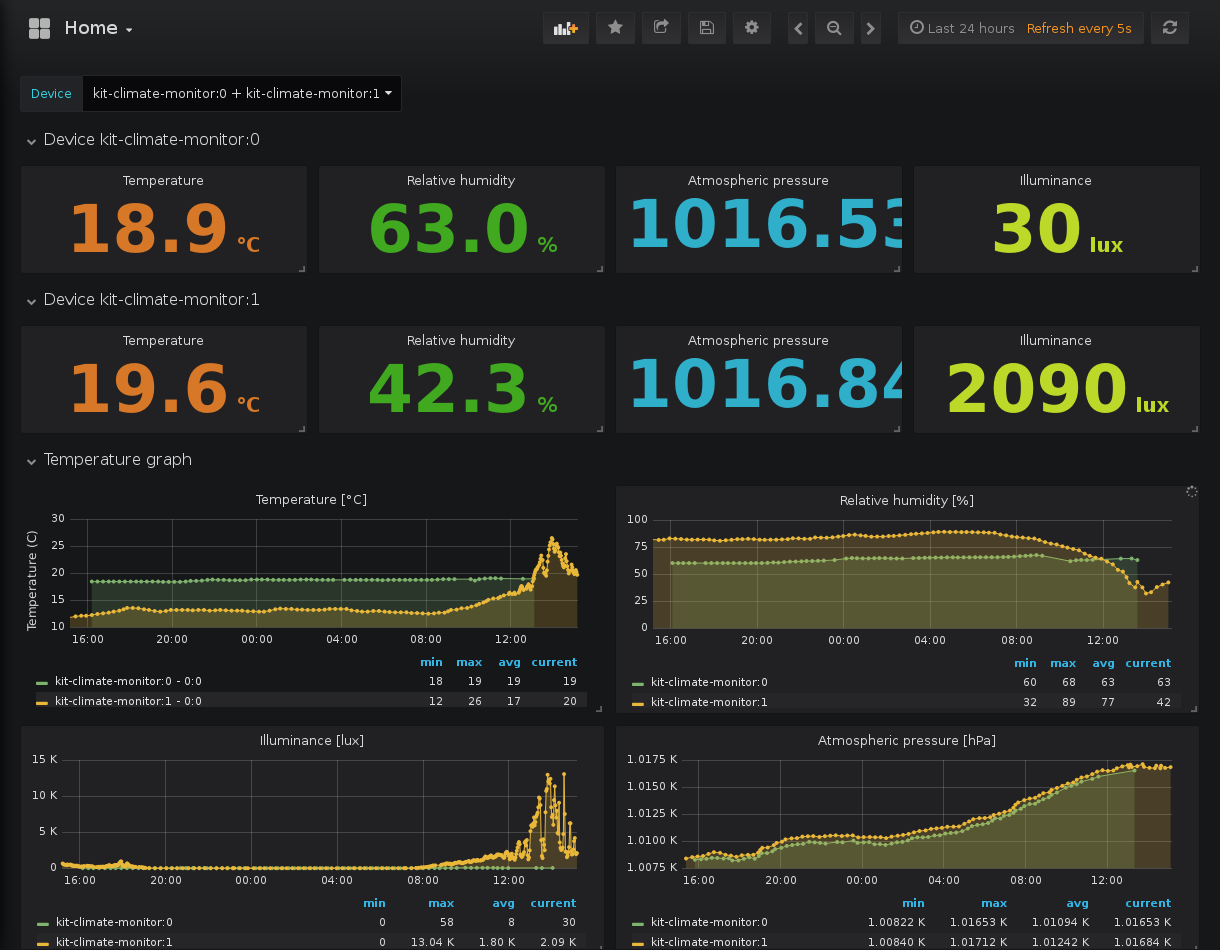 Home
Last 24 hours Refresh every 5s
Device kit-climate-monitor:0 + kit-climate-monitor:1
Device kit-climate-monitor:0
Temperature Relative humidity Atmospheric pressure Illuminance
18.9 °C 63.0 % 1016.53 30 lux
Device kit-climate-monitor:1
Temperature Relative humidity Atmospheric pressure Illuminance
19.6 °C 42.3 % 1016.84 2090 lux
Temperature graph
Temperature [°C]
Temperature (C)
30
25
20
15
10
16:00 20:00 00:00 04:00 08:00 12:00
min max avg current
kit-climate-monitor:0 - 0:0 18 19 19 19
kit-climate-monitor:1 - 0:0 12 26 17 20
Relative humidity [%]
100
75
50
25
0
16:00 20:00 00:00 04:00 08:00 12:00
min max avg current
kit-climate-monitor:0 60 68 63 63
kit-climate-monitor:1 32 89 77 42
Illuminance [lux]
15 K
10 K
5 K
0
16:00 20:00 00:00 04:00 08:00 12:00
min max avg current
kit-climate-monitor:0 0 58 8 30
kit-climate-monitor:1 0 13.04 K 1.80 K 2.09 K
Atmospheric pressure [hPa]
1.0175 K
1.0150 K
1.0125 K
1.0100 K
1.0075 K
16:00 20:00 00:00 04:00 08:00 12:00
min max avg current
kit-climate-monitor:0 1.00822 K 1.01653 K 1.01094 K 1.01653 K
kit-climate-monitor:1 1.00840 K 1.01712 K 1.01242 K 1.01684 K